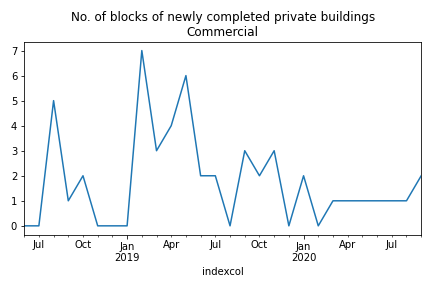 No. of blocks of newly completed private buildings
Commercial
7
6
5
4
3
2
1
0
Jul Oct Jan Apr Jul Oct Jan Apr Jul
2019 2020
indexcol